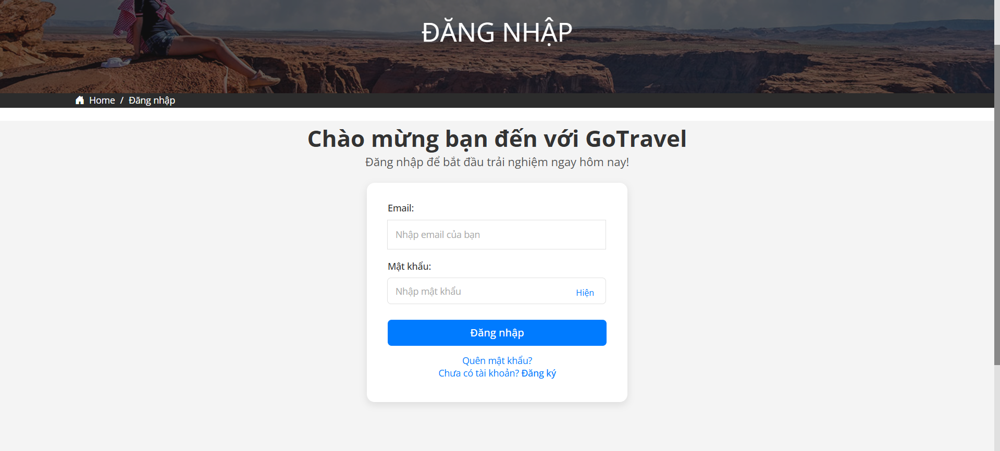 ĐĂNG NHẬP
Home / Đăng nhập
Chào mừng bạn đến với GoTravel
Đăng nhập để bắt đầu trải nghiệm ngay hôm nay!
Email:
Nhập email của bạn
Mật khẩu:
Nhập mật khẩu Hiện
Đăng nhập
Quên mật khẩu?
Chưa có tài khoản? Đăng ký